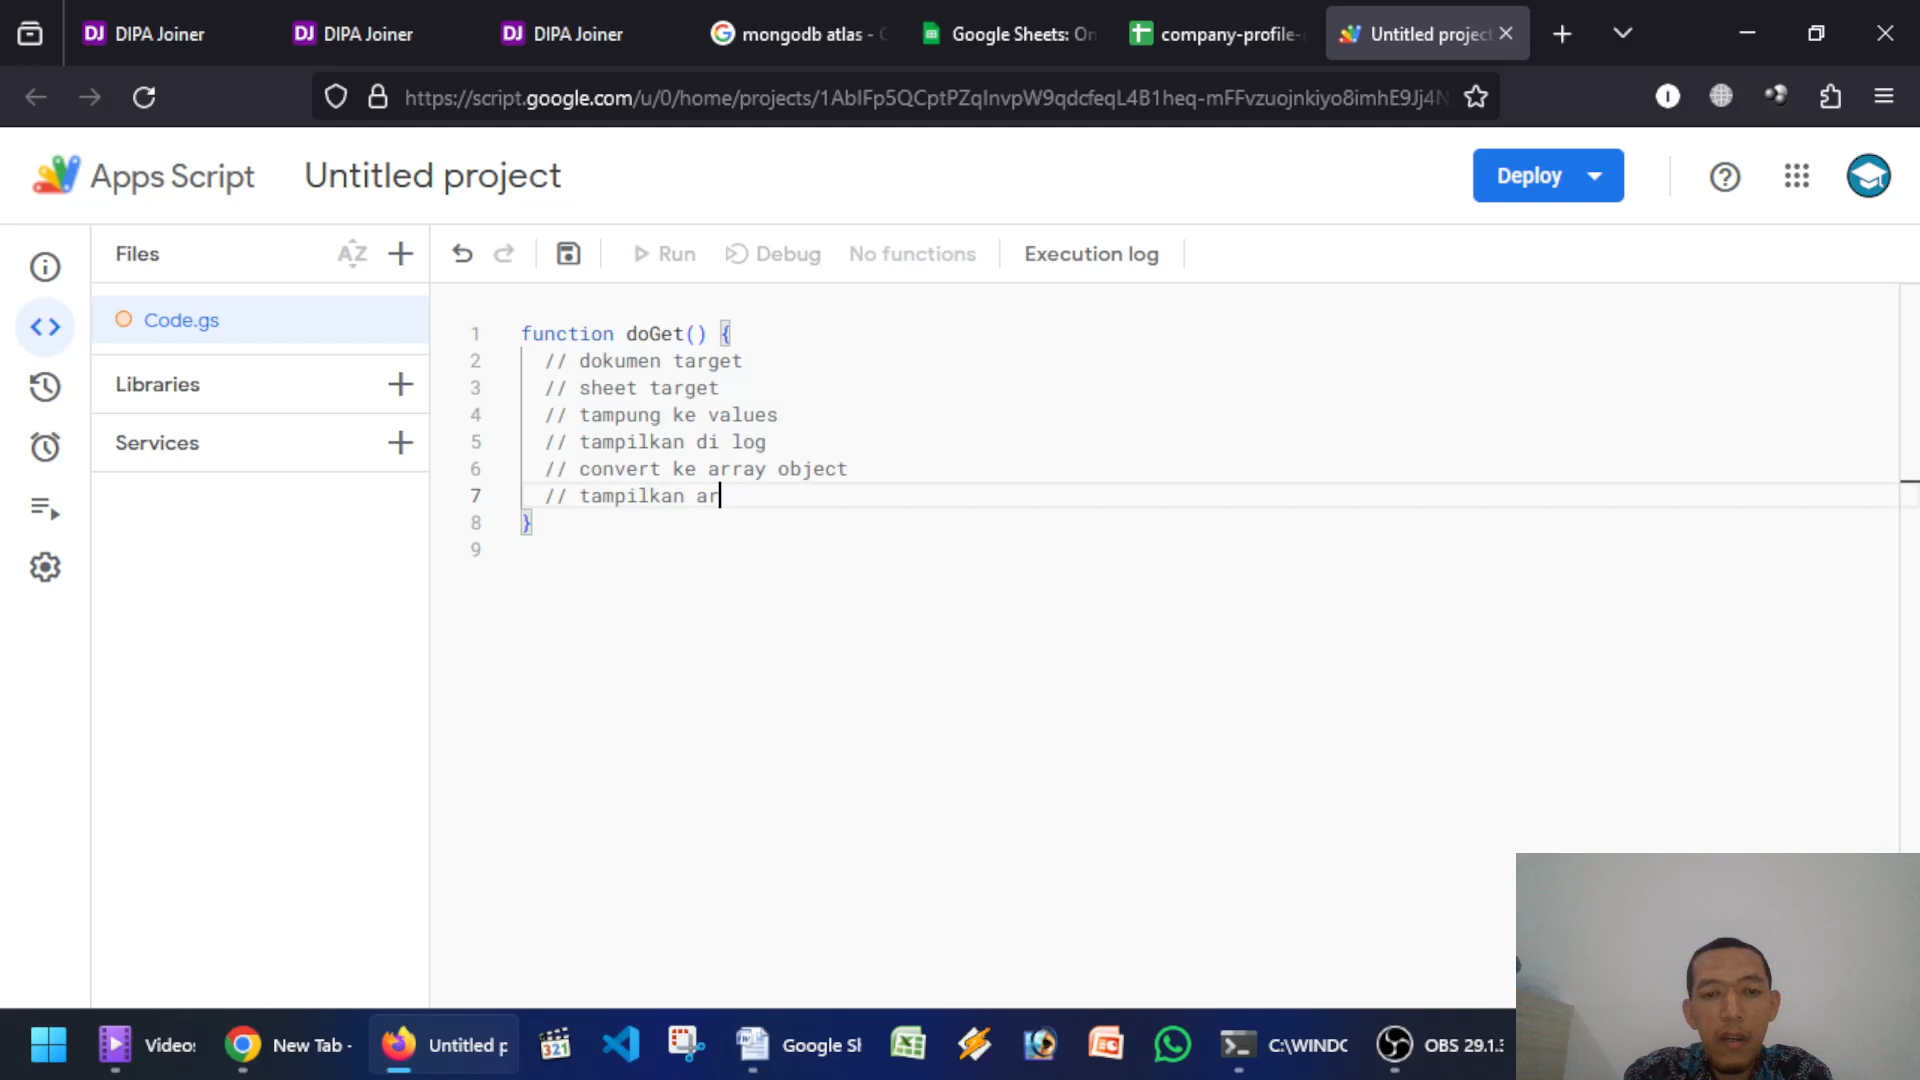 DIPA Joiner
DIPA Joiner
DIPA Joiner
mongodb atlas -
Google Sheets: On
company-profile-
Untitled project
https://script.google.com/u/0/home/projects/
Apps Script
Untitled project
Deploy
Files
Run
Debug
No functions
Execution log
Code.gs
Libraries
Services
1 function doGet() {
2 // dokumen target
3 // sheet target
4 // tampung ke values
5 // tampilkan di log
6 // convert ke array object
7 // tampilkan ar
8 }
9
Video:
New Tab -
Untitled p
321
Google Sl
C:\WINDC
OBS 29.1.3